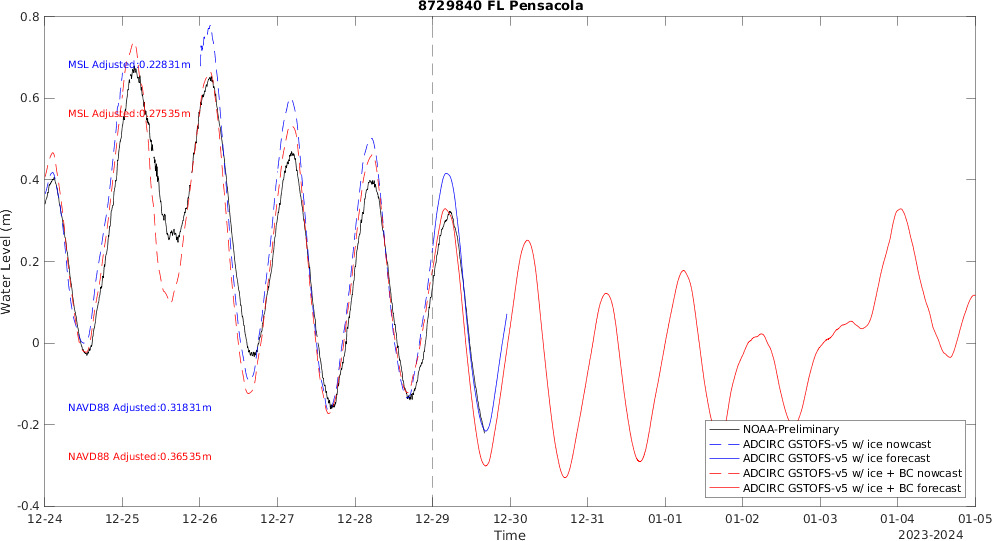 8729840 FL Pensacola
0.8
0.6
0.4
0.2
0
-0.2
-0.4
Water Level (m)
MSL Adjusted:0.22831m
MSL Adjusted:0.27535m
NAVD88 Adjusted:0.31831m
NAVD88 Adjusted:0.36535m
NOAA-Preliminary
ADCIRC GSTOFS-v5 w/ ice nowcast
ADCIRC GSTOFS-v5 w/ ice forecast
ADCIRC GSTOFS-v5 w/ ice + BC nowcast
ADCIRC GSTOFS-v5 w/ ice + BC forecast
12-24 12-25 12-26 12-27 12-28 12-29 12-30 12-31 01-01 01-02 01-03 01-04 01-05
Time
2023-2024